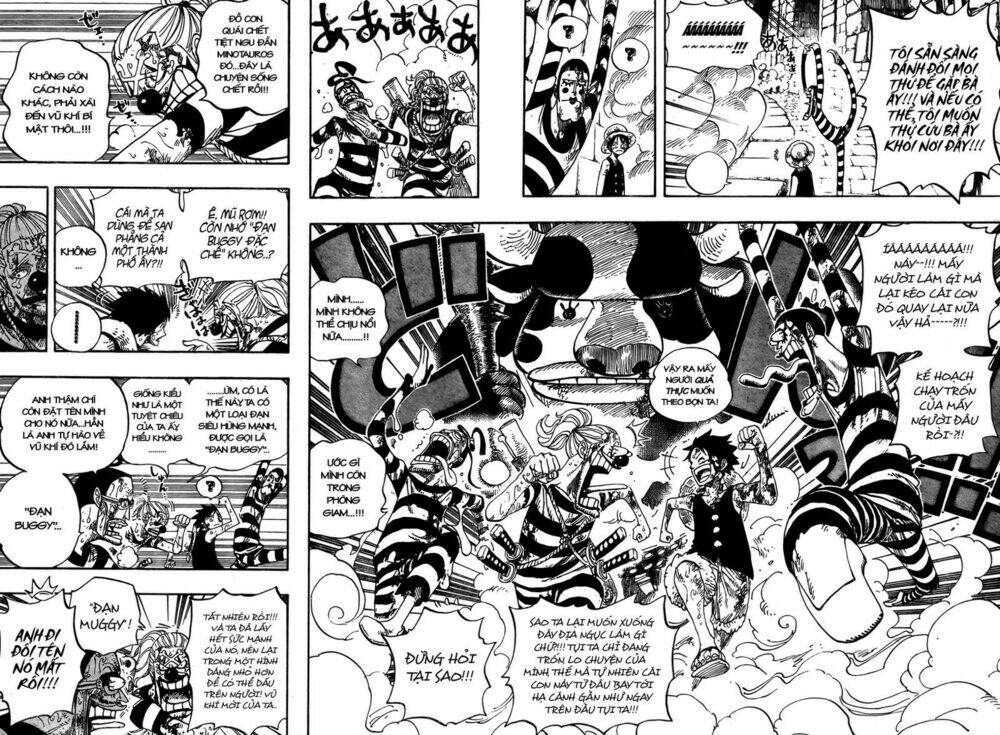 TÔI SẴN SÀNG
ĐÁNH ĐỔI MỌI
THỨ ĐỂ GẶP BÀ
ẤY!!! VÀ NẾU CÓ
THỂ, TÔI MUỐN
THỤ CỨU BÀ ẤY
KHỎI NƠI ĐÂY!!!
ÁÁÁÁÁÁÁÁÁÁ
~~~~~~!!!
?
?
あああああ
ÁÁÁÁÁÁÁÁÁÁ!!!
NÀY--!!! MẤY
NGƯỜI LÀM GÌ MÀ
LẠI KÉO CÁI CON
ĐÓ QUAY LẠI NỮA
VẬY HẢ-----?!!!
KẾ HOẠCH
CHẠY TRỐN
CỦA MẤY
NGƯỜI ĐÂU
RỒI-?!!
VẬY RA MẤY
NGƯỜI QUẢ
THỰC MUỐN
THEO BỌN TA!
MÌNH......
MÌNH KHÔNG
THỂ CHỊU NỔI
NỮA.........!!
ƯỚC GÌ
MÌNH CÒN
TRONG
PHÒNG
GIAM...!
SAO TA LẠI MUỐN XUỐNG
ĐÂY ĐỊA NGỤC LÀM GÌ
CHỨ?!!! TỤI TA CHỈ ĐANG
TRỐN LO CHUYỆN CỦA
MÌNH, THẾ MÀ TỰ NHIÊN CÁI
CON NÀY TỪ ĐÂU BAY TỚI
HẠ CÁNH GẦN NHƯ NGAY
TRÊN ĐẦU TỤI TA!!!
ĐỪNG HỎI
TẠI SAO!!!
ĐỒ CON
QUÁI CHẾT
TIỆT NGU ĐẦN
MINOTAUROS
ĐÓ...ĐÂY LÀ
CHUYỆN SỐNG
CHẾT RỒI!!
KHÔNG CÒN
CÁCH NÀO
KHÁC, PHẢI XÀI
ĐẾN VŨ KHÍ BÍ
MẬT THÔI...!!!
Ê, MŨ RƠM!!
CÒN NHỚ "ĐẠN
BUGGY ĐẶC
CHẾ" KHÔNG..?
CÁI MÀ TA
DÙNG ĐỂ SAN
PHẲNG CẢ
MỘT THÀNH
PHỐ ẤY?!!
KHÔNG
...
........ỪM, CÓ LẼ
THẾ NÀY TA CÓ
MỘT LOẠI ĐẠN
SIÊU HÙNG MẠNH,
ĐƯỢC GỌI LÀ
"ĐẠN BUGGY"...
GIỐNG KIỂU
NHƯ LÀ MỘT
TUYỆT CHIÊU
CỦA TA ẤY
HIỂU KHÔNG
.........
ANH THẬM CHÍ
CÒN ĐẶT TÊN MÌNH
CHO NÓ NỮA...HẲN
LÀ ANH TỰ HÀO VỀ
VŨ KHÍ ĐÓ LẮM!
?
"ĐẠN
BUGGY"...
TẤT NHIÊN RỒI!!!
VÀ TA ĐÃ LẤY
HẾT SỨC MẠNH
CỦA NÓ, NÉN LẠI
TRONG MỘT HÌNH
DÁNG NHỎ HƠN
ĐỂ CÓ THỂ DẤU
TRÊN NGƯỜI! VŨ
KHÍ MỚI CỦA TA..
"ĐẠN
MUGGY"!
ANH ĐI
ĐỔI TÊN
NÓ MẤT
RỒI!!!